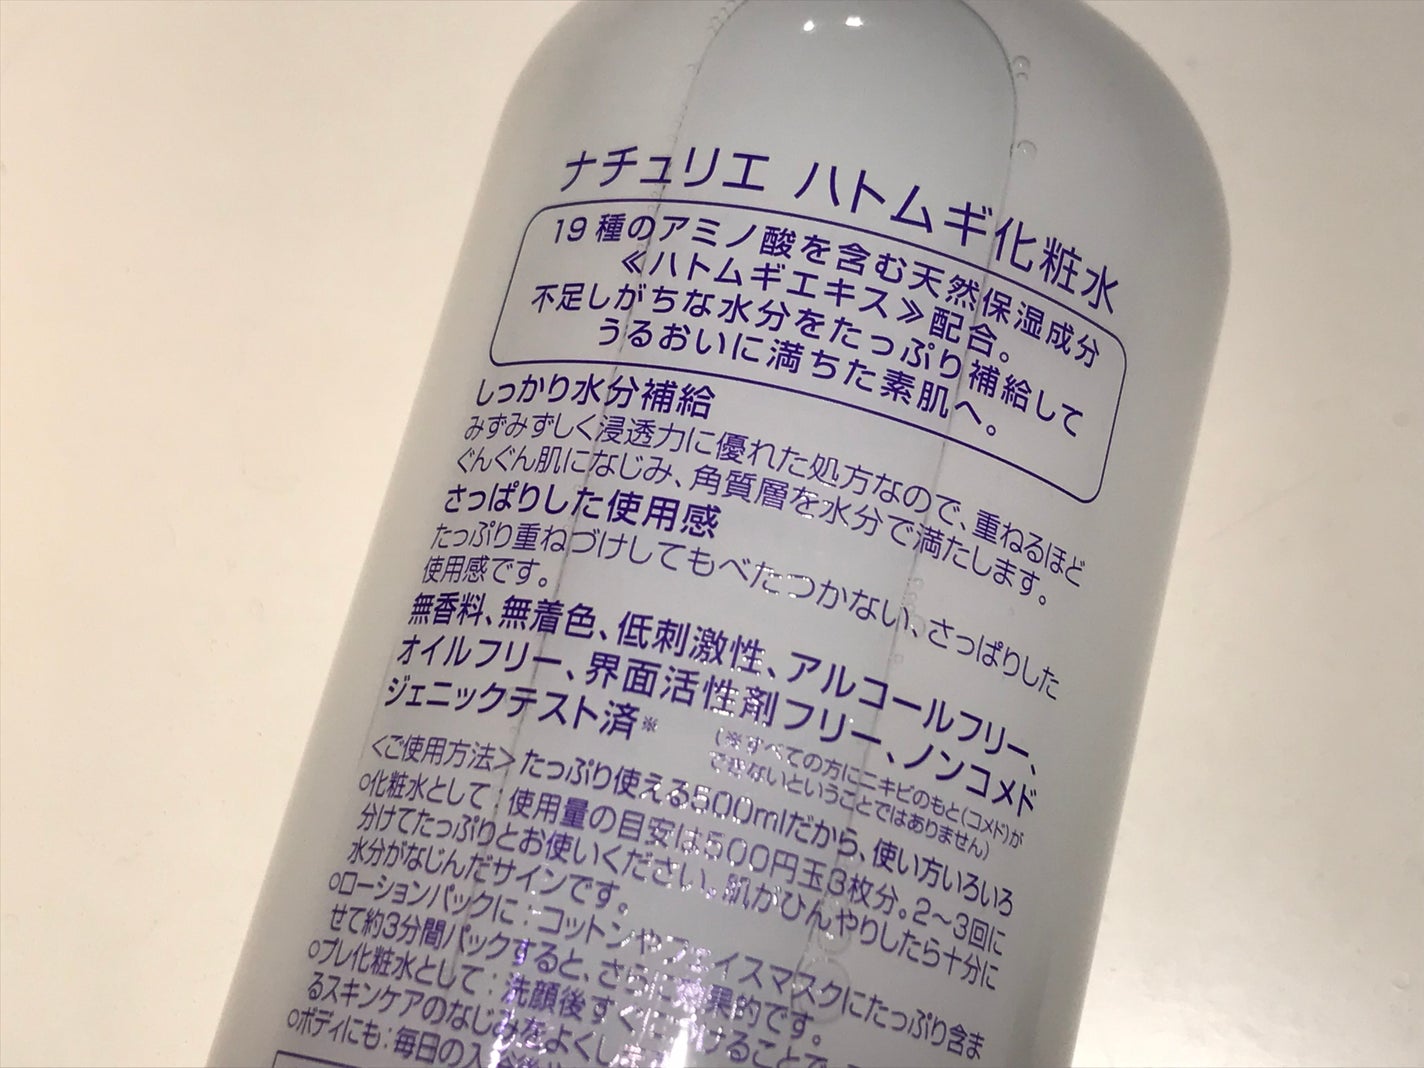 ナチュリエ ハトムギ化粧水
19種のアミノ酸を含む天然保湿成分
≪ハトムギエキス≫配合。
不足しがちな水分をたっぷり補給して
うるおいに満ちた素肌へ。
しっかり水分補給
みずみずしく浸透力に優れた処方なので、重ねるほど
ぐんぐん肌になじみ、角質層を水分で満たします。
さっぱりした使用感
たっぷり重ねづけしてもべたつかない、さっぱりした
使用感です。
無香料、無着色、低刺激性、アルコールフリー、
オイルフリー、界面活性剤フリー、ノンコメド
ジェニックテスト済※
(※すべての方にニキビのもと(コメド)が
できないということではありません)
<ご使用方法>たっぷり使える500mlだから、使い方いろいろ
○化粧水として：使用量の目安は500円玉3枚分。2～3回に
分けてたっぷりとお使いください。肌がひんやりしたら十分に
水分がなじんだサインです。
○ローションパックに：コットンやフェイスマスクにたっぷり含ま
せて約3分間パックすると、さらに効果的です。
○プレ化粧水として：洗顔後すぐに つけることで、
るスキンケアのなじみをよくし
○ボディにも：毎日の入浴後